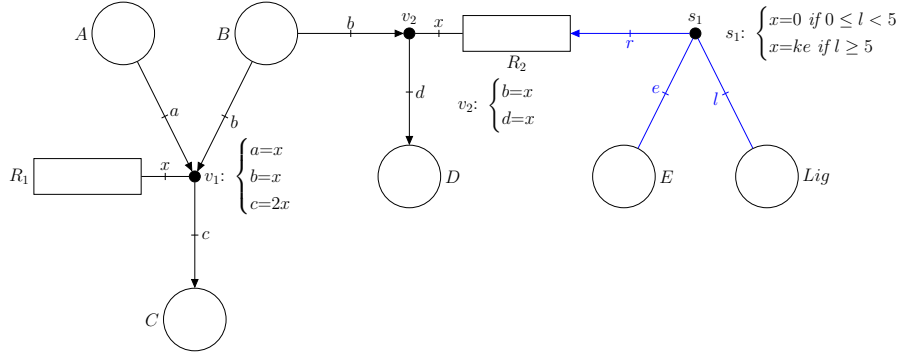 A
B
b
v₂
x
R₂
r
s₁
s₁: {x=0 if 0 ≤ l < 5
x=ke if l ≥ 5
a
b
d
v₂: {b=x
d=x
e
l
R₁
x
v₁: {a=x
b=x
c=2x
D
E
Lig
c
C